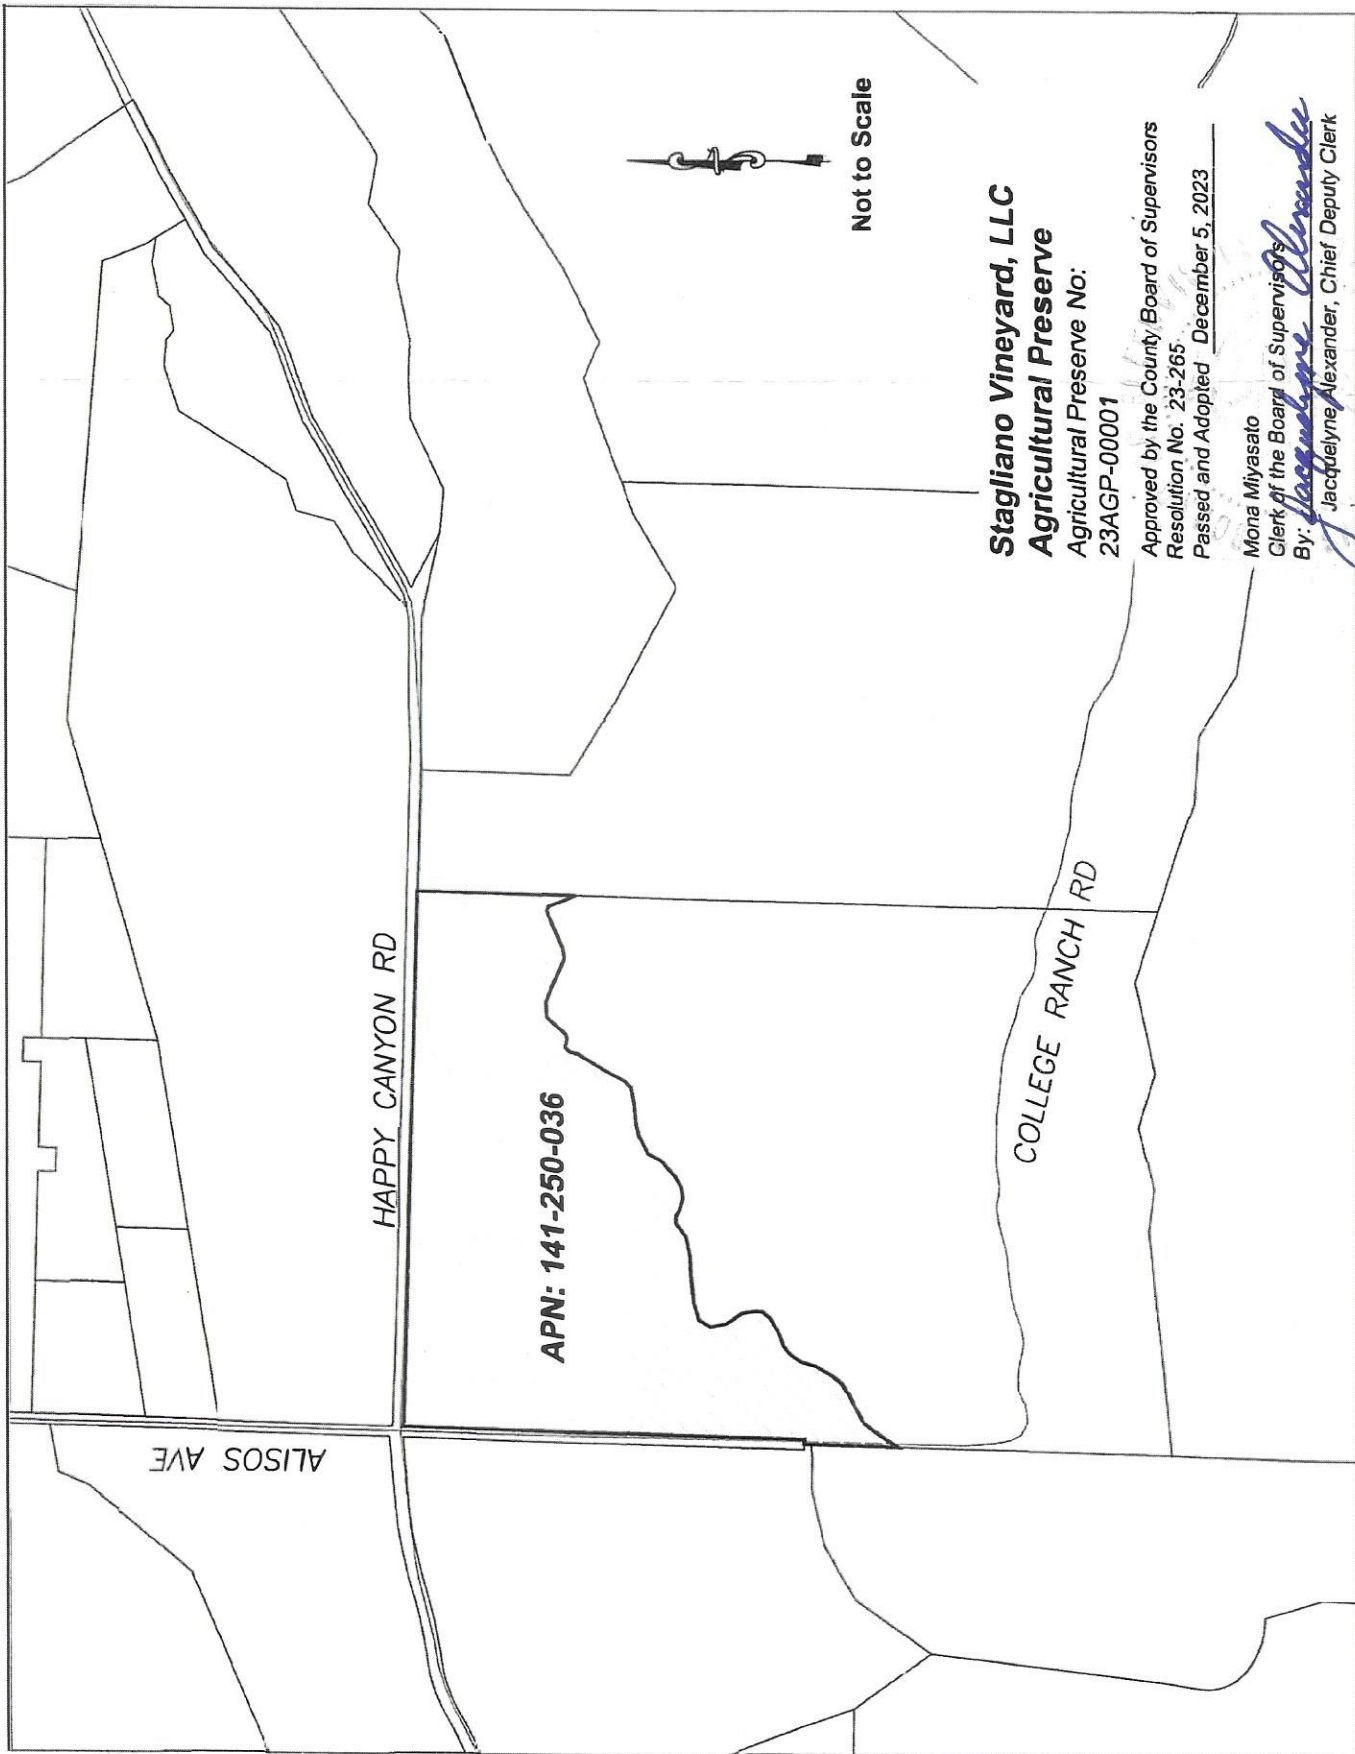 HAPPY CANYON RD
ALISOS AVE
APN: 141-250-036
COLLEGE RANCH RD
Not to Scale
Stagliano Vineyard, LLC
Agricultural Preserve
Agricultural Preserve No:
23AGP-00001
Approved by the County Board of Supervisors
Resolution No. 23-265
Passed and Adopted December 5, 2023
Mona Miyasato
Clerk of the Board of Supervisors
By: Jacquelyne Alexander
Jacquelyne Alexander, Chief Deputy Clerk